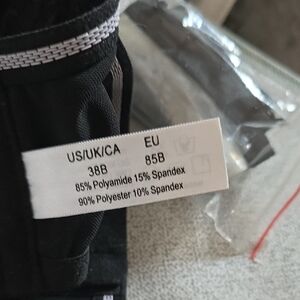 US/UK/CA EU
38B 85B
85% Polyamide 15% Spandex
90% Polyester 10% Spandex